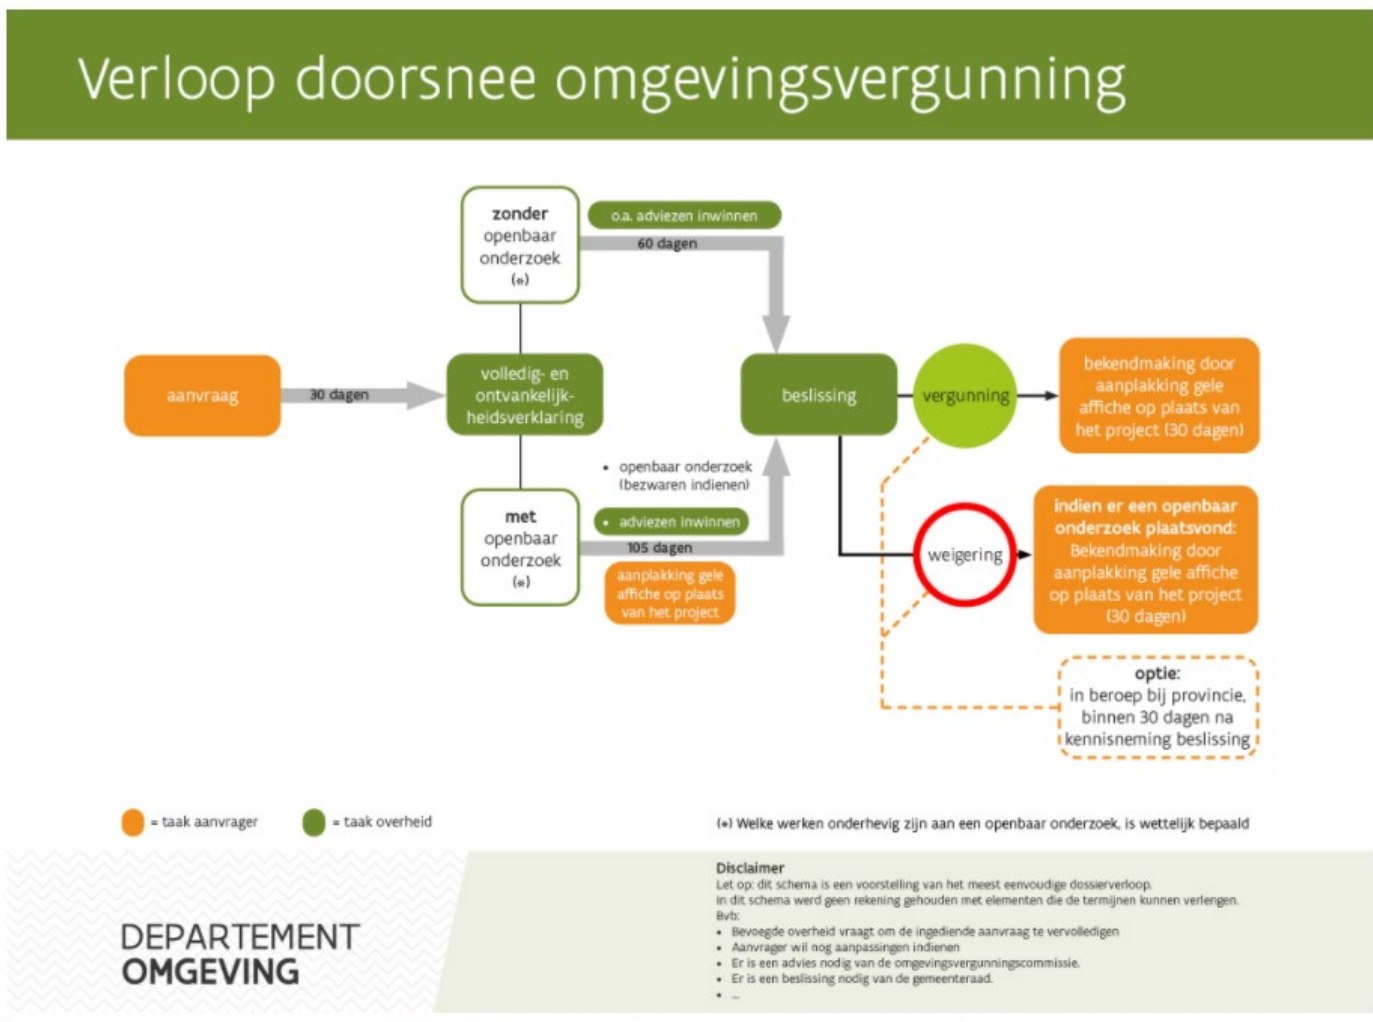 Verloop doorsnee omgevingsvergunning
zonder
openbaar
onderzoek
(*)
o.a. adviezen inwinnen
60 dagen
aanvraag
30 dagen
volledig- en
ontvankelijk-
heidsverklaring
beslissing
vergunning
bekendmaking door
aanplakking gele
affiche op plaats van
het project (30 dagen)
• openbaar onderzoek
(bezwaren indienen)
• adviezen inwinnen
105 dagen
aanplakking gele
affiche op plaats
van het project
met
openbaar
onderzoek
(*)
weigering
indien er een openbaar
onderzoek plaatsvond:
Bekendmaking door
aanplakking gele affiche
op plaats van het project
(30 dagen)
optie:
in beroep bij provincie,
binnen 30 dagen na
kennisneming beslissing
= taak aanvrager
= taak overheid
(*) Welke werken onderhevig zijn aan een openbaar onderzoek, is wettelijk bepaald
DEPARTEMENT
OMGEVING
Disclaimer
Let op: dit schema is een voorstelling van het meest eenvoudige dossierverloop.
In dit schema werd geen rekening gehouden met elementen die de termijnen kunnen verlengen.
Bvb:
• Bevoegde overheid vraagt om de ingediende aanvraag te vervolledigen
• Aanvrager wil nog aanpassingen indienen
• Er is een advies nodig van de omgevingsvergunningscommissie.
• Er is een beslissing nodig van de gemeenteraad.
• ...